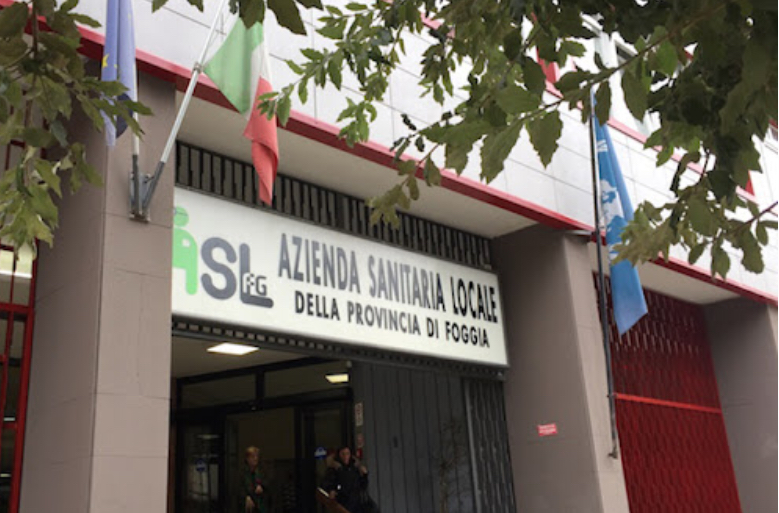 ASL FG
AZIENDA SANITARIA LOCALE
DELLA PROVINCIA DI FOGGIA